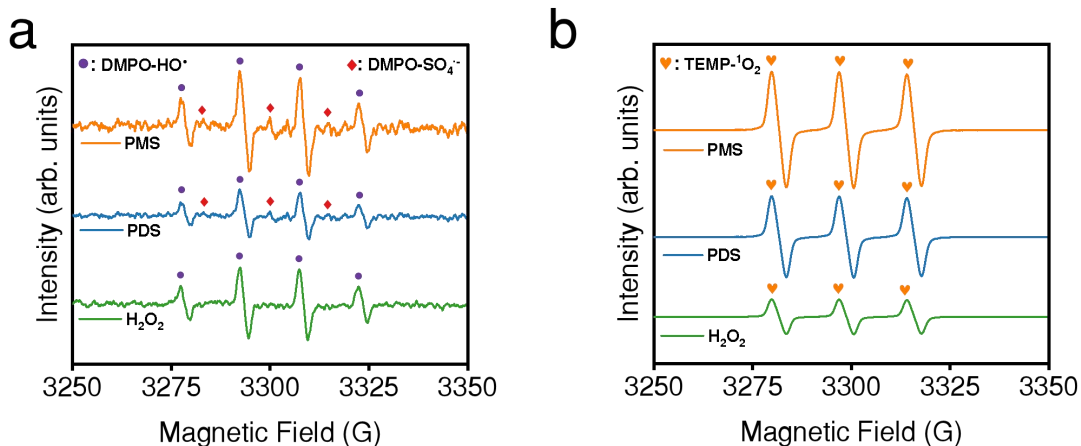 a
●: DMPO-HO• ♦: DMPO-SO₄·⁻
PMS
PDS
H₂O₂
Intensity (arb. units)
3250 3275 3300 3325 3350
Magnetic Field (G)
b
♥: TEMP-¹O₂
PMS
PDS
H₂O₂
Intensity (arb. units)
3250 3275 3300 3325 3350
Magnetic Field (G)